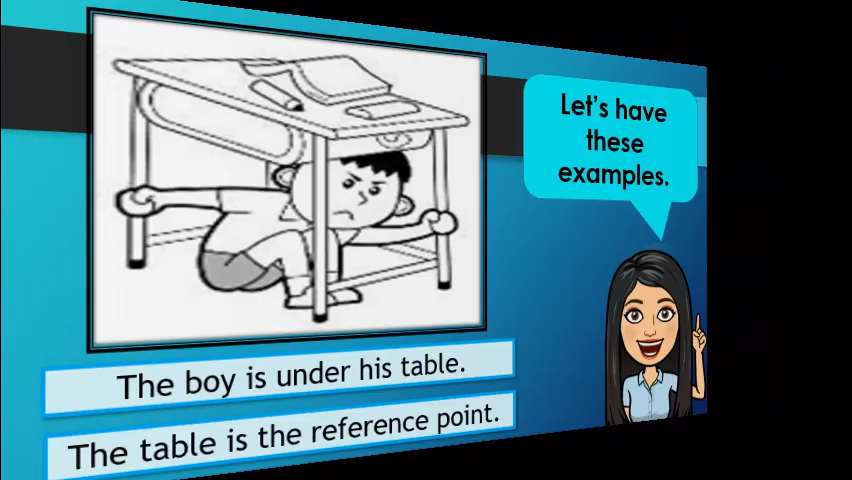 Let's have
these
examples.
The boy is under his table.
The table is the reference point.